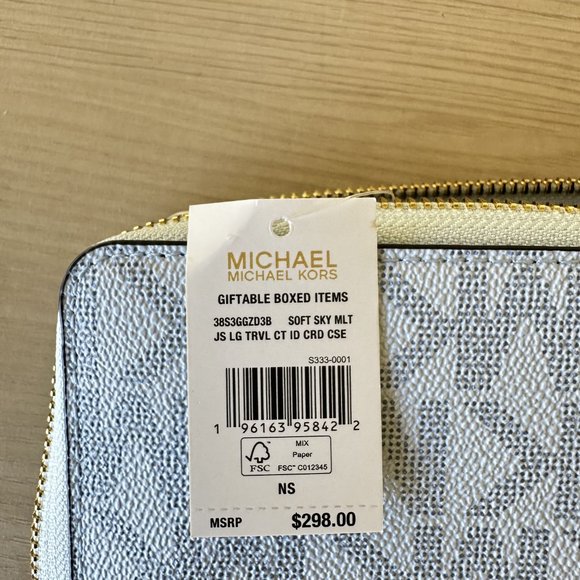 MICHAEL
MICHAEL KORS
GIFTABLE BOXED ITEMS
38S3GGZD3B SOFT SKY MLT
JS LG TRVL CT ID CRD CSE
S333-0001
1 96163 95842 2
FSC
MIX
Paper
FSC™ C012345
NS
MSRP $298.00